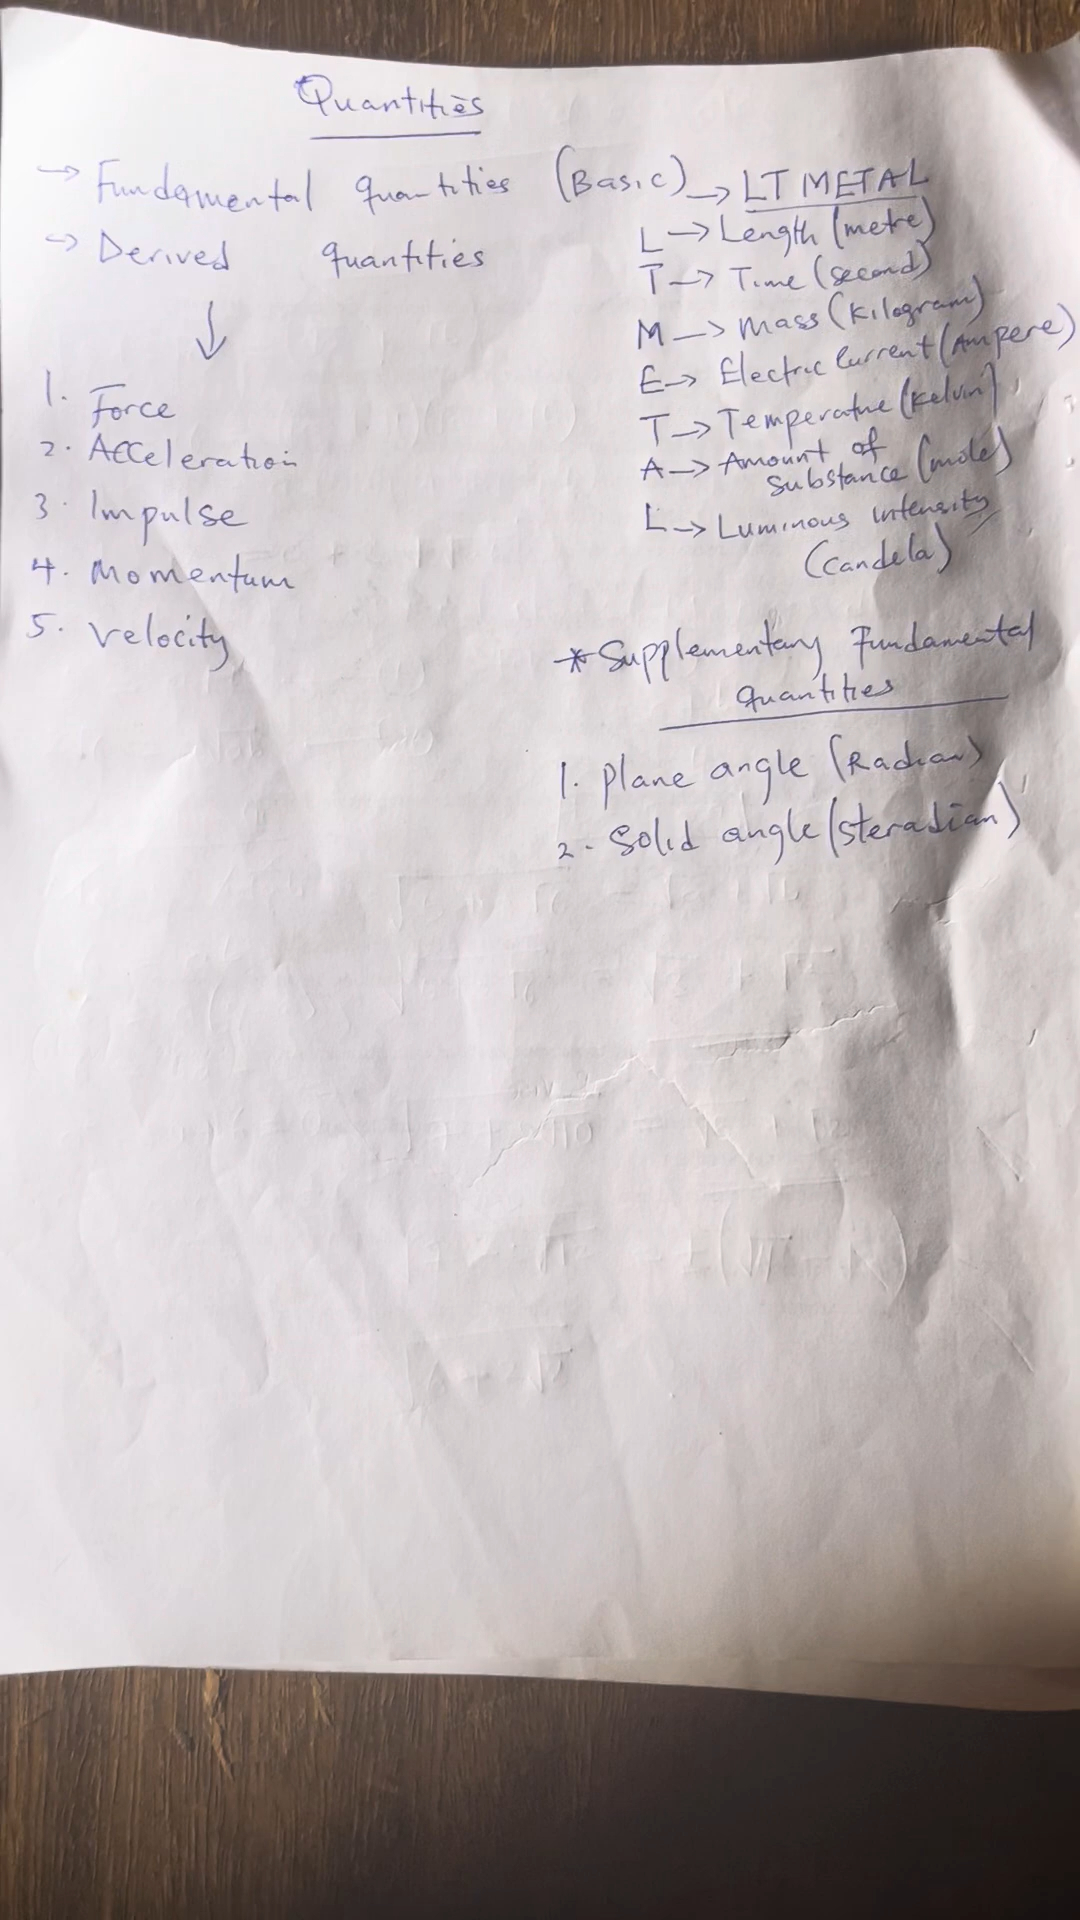 Quantities
→ Fundamental quantities (Basic) → LT METAL
→ Derived quantities
↓
1. Force
2. Acceleration
3. Impulse
4. Momentum
5. Velocity
L → Length (metre)
T → Time (second)
M → Mass (Kilogram)
E → Electric Current (Ampere)
T → Temperature (Kelvin)
A → Amount of
Substance (mole)
L → Luminous intensity
(Candela)
* Supplementary Fundamental
quantities
1. Plane angle (Radian)
2. Solid angle (Steradian)